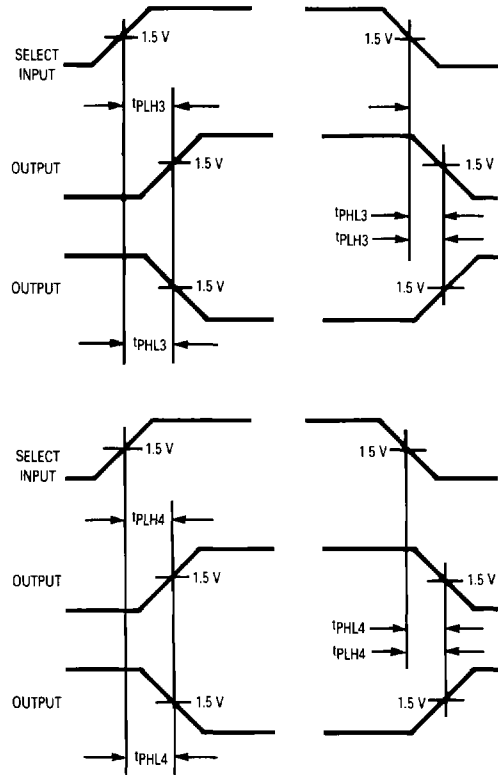 SELECT
INPUT
1.5 V
1.5 V
tPLH3
OUTPUT
1.5 V
1.5 V
tPHL3
tPLH3
OUTPUT
1.5 V
1.5 V
tPHL3
SELECT
INPUT
1.5 V
1 5 V
tPLH4
OUTPUT
1.5 V
1.5 V
tPHL4
tPLH4
OUTPUT
1.5 V
1.5 V
tPHL4